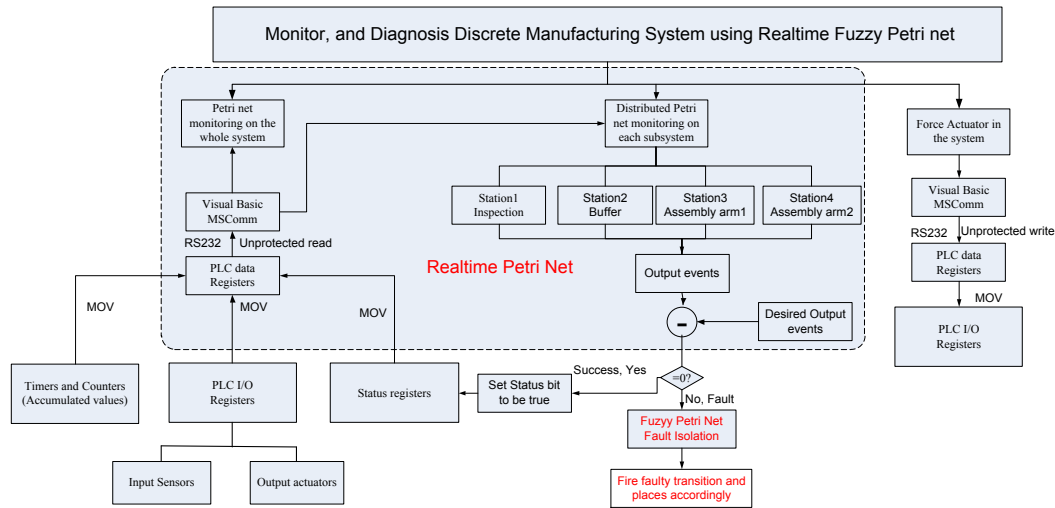 Monitor, and Diagnosis Discrete Manufacturing System using Realtime Fuzzy Petri net
Petri net
monitoring on the
whole system
Distributed Petri
net monitoring on
each subsystem
Force Actuator in
the system
Visual Basic
MSComm
Station1
Inspection
Station2
Buffer
Station3
Assembly arm1
Station4
Assembly arm2
Visual Basic
MSComm
RS232
Unprotected read
RS232
Unprotected write
PLC data
Registers
Realtime Petri Net
Output events
PLC data
Registers
MOV
MOV
MOV
MOV
-
Desired Output
events
PLC I/O
Registers
Timers and Counters
(Accumulated values)
PLC I/O
Registers
Status registers
Success, Yes
Set Status bit
to be true
=0?
No, Fault
Fuzyy Petri Net
Fault Isolation
Input Sensors
Output actuators
Fire faulty transition and
places accordingly